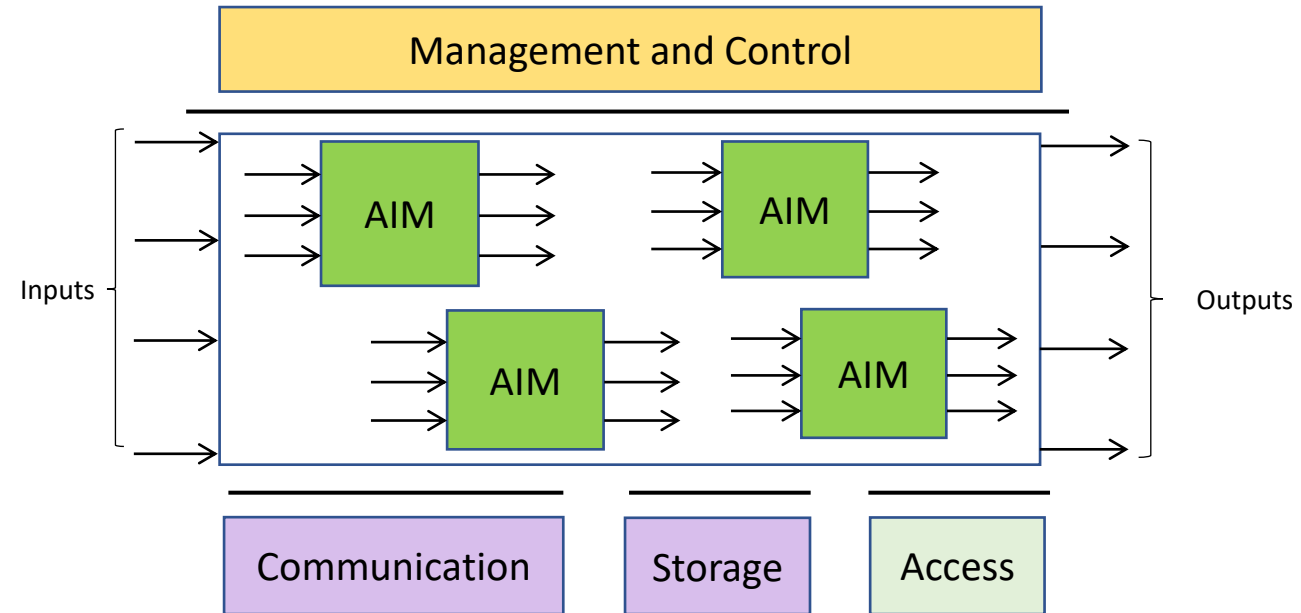 Management and Control
AIM
AIM
Inputs
Outputs
AIM
AIM
Communication
Storage
Access